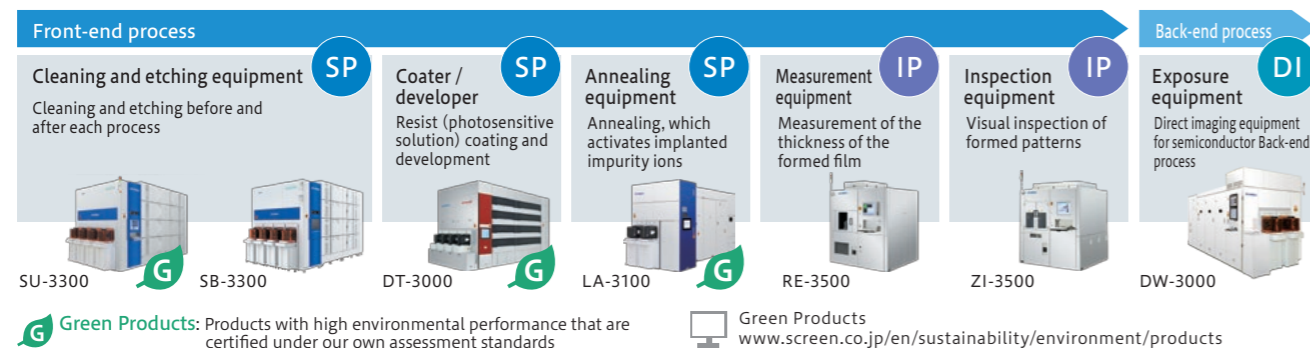 Front-end process
Back-end process
Cleaning and etching equipment
SP
Cleaning and etching before and
after each process
Coater /
developer
SP
Resist (photosensitive
solution) coating and
development
Annealing
equipment
SP
Annealing, which
activates implanted
impurity ions
Measurement
equipment
IP
Measurement of the
thickness of the
formed film
Inspection
equipment
IP
Visual inspection of
formed patterns
Exposure
equipment
DI
Direct imaging equipment
for semiconductor Back-end
process
SU-3300
G
SB-3300
DT-3000
G
LA-3100
G
RE-3500
ZI-3500
DW-3000
G
Green Products: Products with high environmental performance that are
certified under our own assessment standards
Green Products
www.screen.co.jp/en/sustainability/environment/products